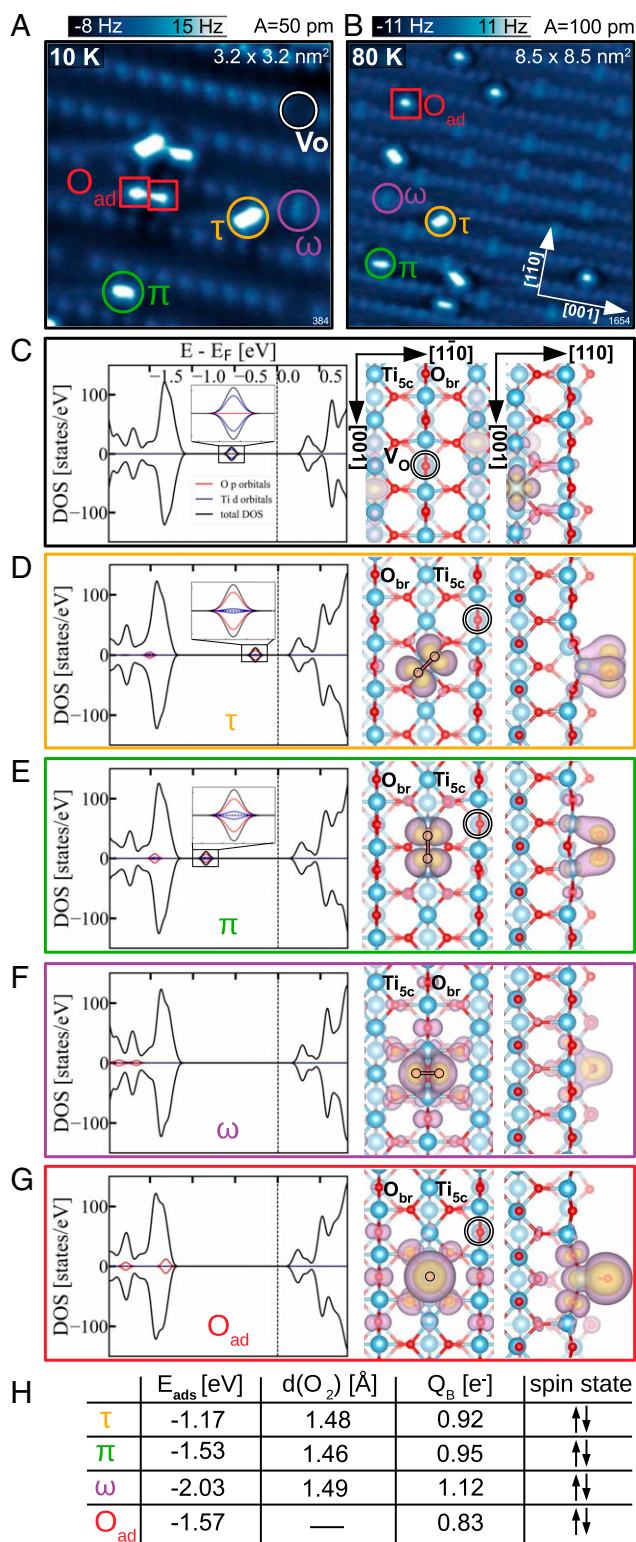 A -8 Hz 15 Hz A=50 pm B -11 Hz 11 Hz A=100 pm
10 K 3.2 x 3.2 nm² 80 K 8.5 x 8.5 nm²
Vo
O_ad
τ
ω
π
384
O_ad
ω
τ
π
[11̄0]
[001]
1654
C E - E_F [eV]
−1.5 −1.0 −0.5 0.0 0.5
DOS [states/eV]
100
0
−100
O p orbitals
Ti d orbitals
total DOS
Ti_5c O_br [11̄0] [110]
[001] [001]
V_O
D
DOS [states/eV]
100
0
−100
τ
O_br Ti_5c
E
DOS [states/eV]
100
0
−100
π
O_br Ti_5c
F
DOS [states/eV]
100
0
−100
ω
Ti_5c O_br
G
DOS [states/eV]
100
0
−100
O_ad
O_br Ti_5c
H E_ads [eV] d(O₂) [Å] Q_B [e⁻] spin state
τ -1.17 1.48 0.92 ↑↓
π -1.53 1.46 0.95 ↑↓
ω -2.03 1.49 1.12 ↑↓
O_ad -1.57 — 0.83 ↑↓